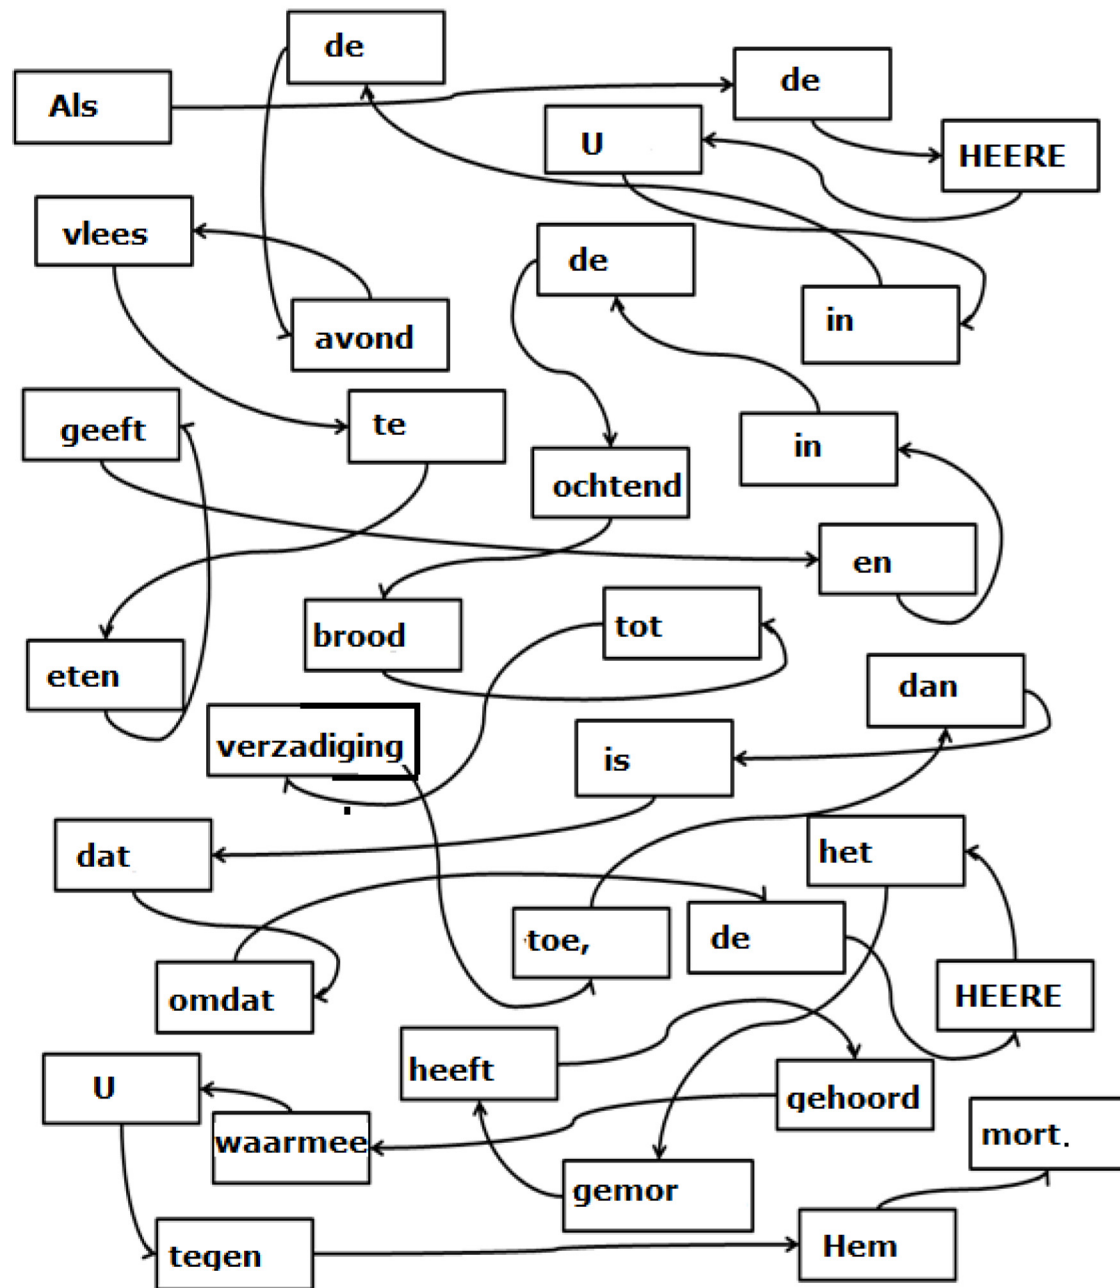 Als
de
HEERE
U
in
de
avond
vlees
te
eten
geeft
en
in
de
ochtend
brood
tot
verzadiging
toe,
dan
is
dat
omdat
de
HEERE
het
gemor
heeft
gehoord
waarmee
U
tegen
Hem
mort.